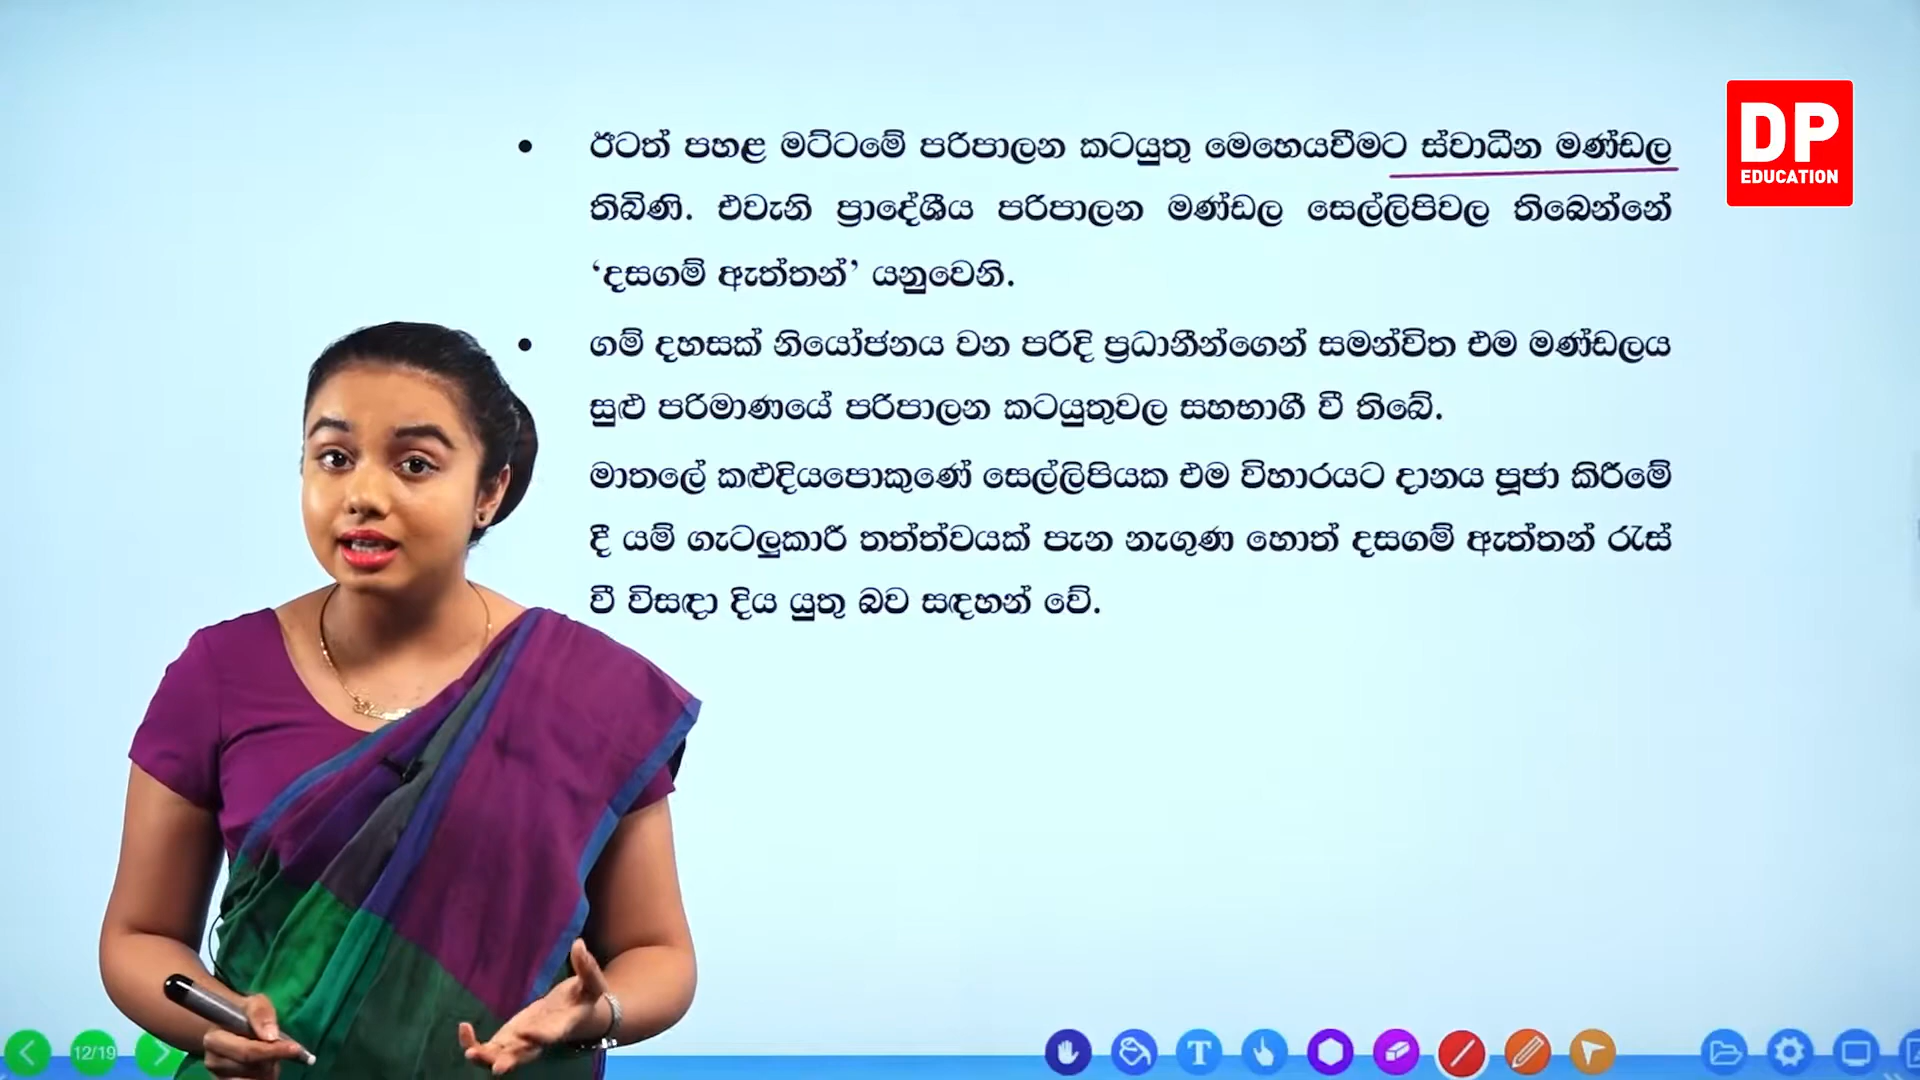 DP
EDUCATION
• ඊටත් පහළ මට්ටමේ පරිපාලන කටයුතු මෙහෙයවීමට ස්වාධීන මණ්ඩල
තිබිණි. එවැනි ප්‍රාදේශීය පරිපාලන මණ්ඩල සෙල්ලිපිවල තිබෙන්නේ
‘දසගම් ඇත්තන්’ යනුවෙනි.
• ගම් දහසක් නියෝජනය වන පරිදි ප්‍රධානීන්ගෙන් සමන්විත එම මණ්ඩලය
සුළු පරිමාණයේ පරිපාලන කටයුතුවල සහභාගී වී තිබේ.
මාතලේ කළුදියපොකුණේ සෙල්ලිපියක එම විහාරයට දානය පූජා කිරීමේ
දී යම් ගැටලුකාරී තත්ත්වයක් පැන නැගුණ හොත් දසගම් ඇත්තන් රැස්
වී විසඳා දිය යුතු බව සඳහන් වේ.
12/19
T